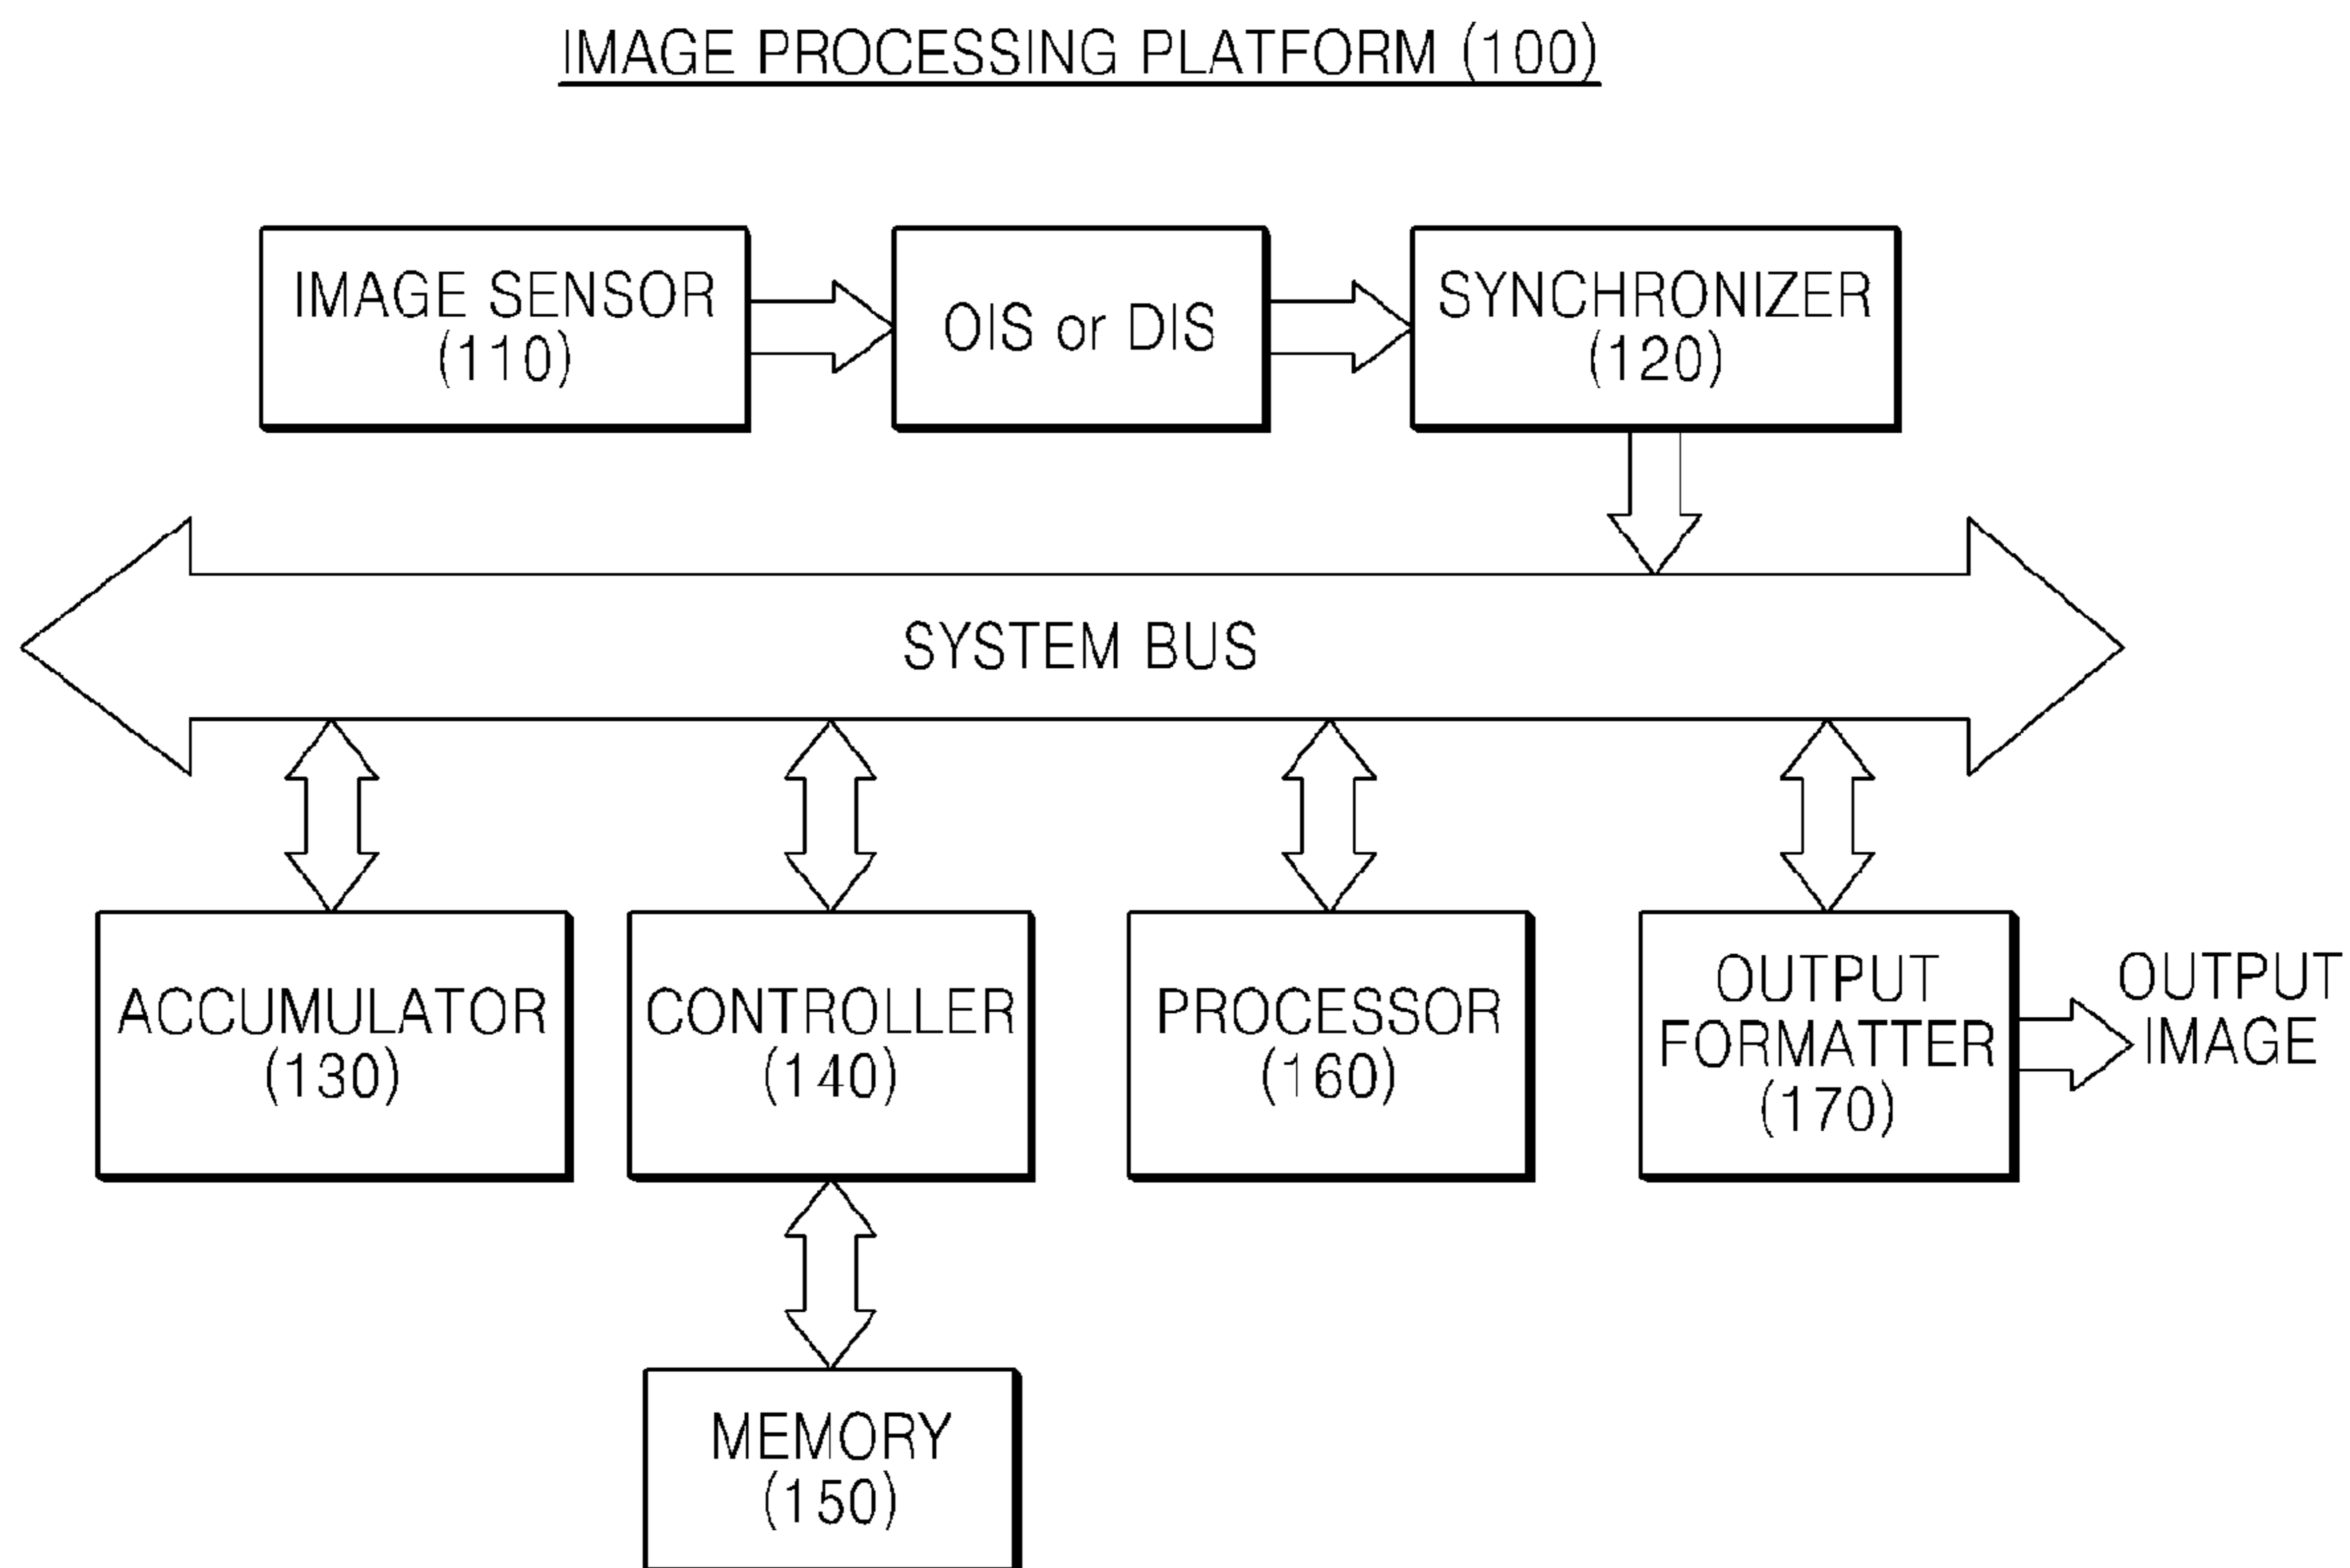 IMAGE PROCESSING PLATFORM (100)
IMAGE SENSOR
(110)
OIS or DIS
SYNCHRONIZER
(120)
SYSTEM BUS
ACCUMULATOR
(130)
CONTROLLER
(140)
PROCESSOR
(160)
OUTPUT
FORMATTER
(170)
OUTPUT
IMAGE
MEMORY
(150)